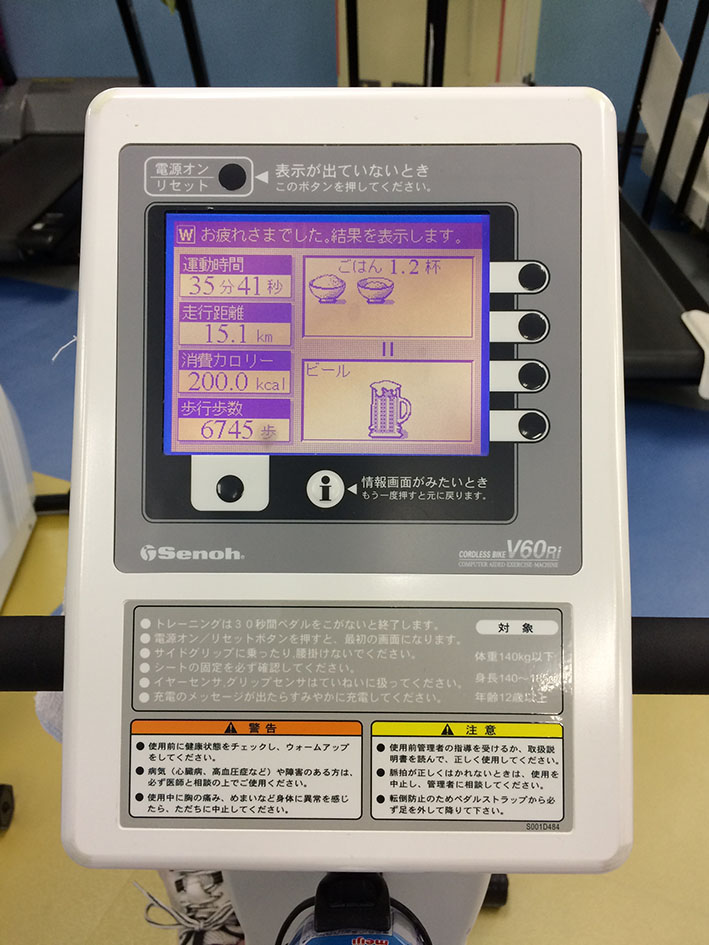 電源オン
リセット
表示が出ていないとき
このボタンを押してください。
W お疲れさまでした。結果を表示します。
運動時間
35分41秒
走行距離
15.1 km
消費カロリー
200.0 kcal
歩行歩数
6745 歩
ごはん 1.2 杯
=
ビール
i
情報画面がみたいとき
もう一度押すと元に戻ります。
Senoh®
CORDLESS BIKE V60Ri
COMPUTER AIDED EXERCISE MACHINE
●トレーニングは30秒間ペダルをこがないと終了します。
●電源オン/リセットボタンを押すと、最初の画面になります。
●サイドグリップに乗ったり、腰掛けないでください。
●シートの固定を必ず確認してください。
●イヤーセンサ,グリップセンサはていねいに扱ってください。
●充電のメッセージが出たらすみやかに充電してください。
対象
体重140kg以下
身長140〜
年齢12歳以上
警告
●使用前に健康状態をチェックし、ウォームアップ
をしてください。
●病気(心臓病、高血圧症など)や障害のある方は、
必ず医師と相談の上でご使用ください。
●使用中に胸の痛み、めまいなど身体に異常を感じ
たら、ただちに中止してください。
注意
●使用前管理者の指導を受けるか、取扱説
明書を読んで、正しく使用してください。
●脈拍が正しくはかれないときは、使用を
中止し、管理者に相談してください。
●転倒防止のためペダルストラップから必
ず足を外して降りて下さい。
S001D484